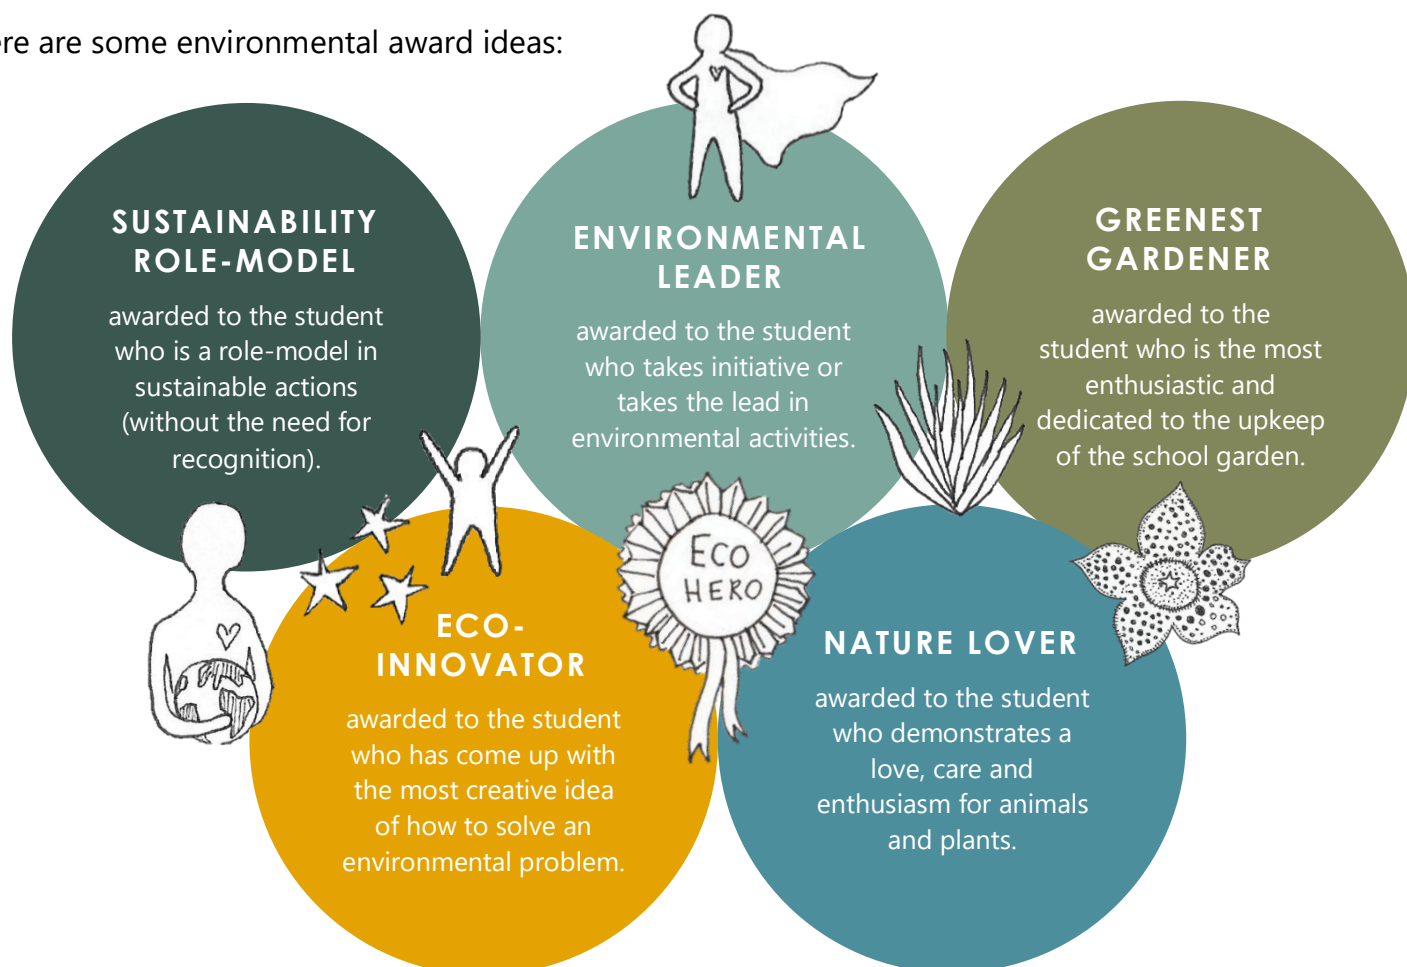 ere are some environmental award ideas:
SUSTAINABILITY
ROLE-MODEL
awarded to the student
who is a role-model in
sustainable actions
(without the need for
recognition).
ENVIRONMENTAL
LEADER
awarded to the student
who takes initiative or
takes the lead in
environmental activities.
GREENEST
GARDENER
awarded to the
student who is the most
enthusiastic and
dedicated to the upkeep
of the school garden.
ECO-
INNOVATOR
awarded to the student
who has come up with
the most creative idea
of how to solve an
environmental problem.
ECO
HERO
NATURE LOVER
awarded to the student
who demonstrates a
love, care and
enthusiasm for animals
and plants.